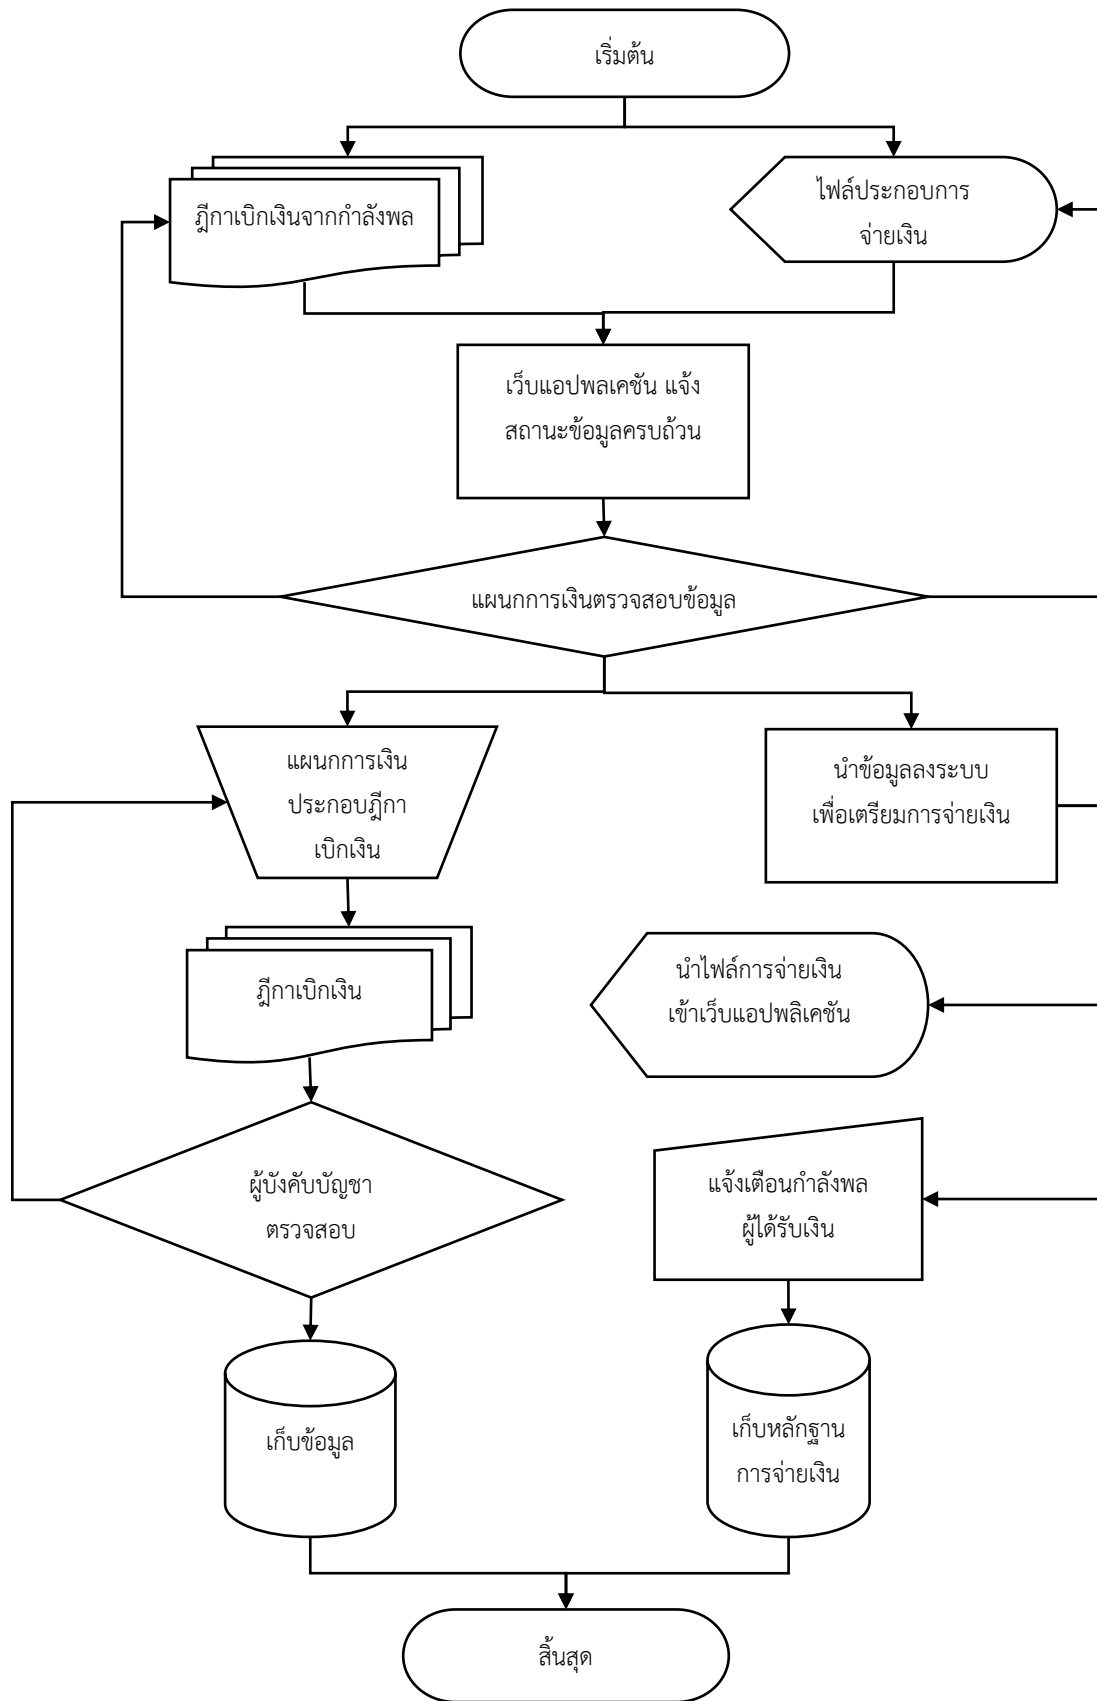 เริ่มต้น
ฎีกาเบิกเงินจากกำลังพล
ไฟล์ประกอบการ
จ่ายเงิน
เว็บแอปพลเคชัน แจ้ง
สถานะข้อมูลครบถ้วน
แผนกการเงินตรวจสอบข้อมูล
แผนกการเงิน
ประกอบฎีกา
เบิกเงิน
นำข้อมูลลงระบบ
เพื่อเตรียมการจ่ายเงิน
ฎีกาเบิกเงิน
นำไฟล์การจ่ายเงิน
เข้าเว็บแอปพลิเคชัน
ผู้บังคับบัญชา
ตรวจสอบ
แจ้งเตือนกำลังพล
ผู้ได้รับเงิน
เก็บข้อมูล
เก็บหลักฐาน
การจ่ายเงิน
สิ้นสุด